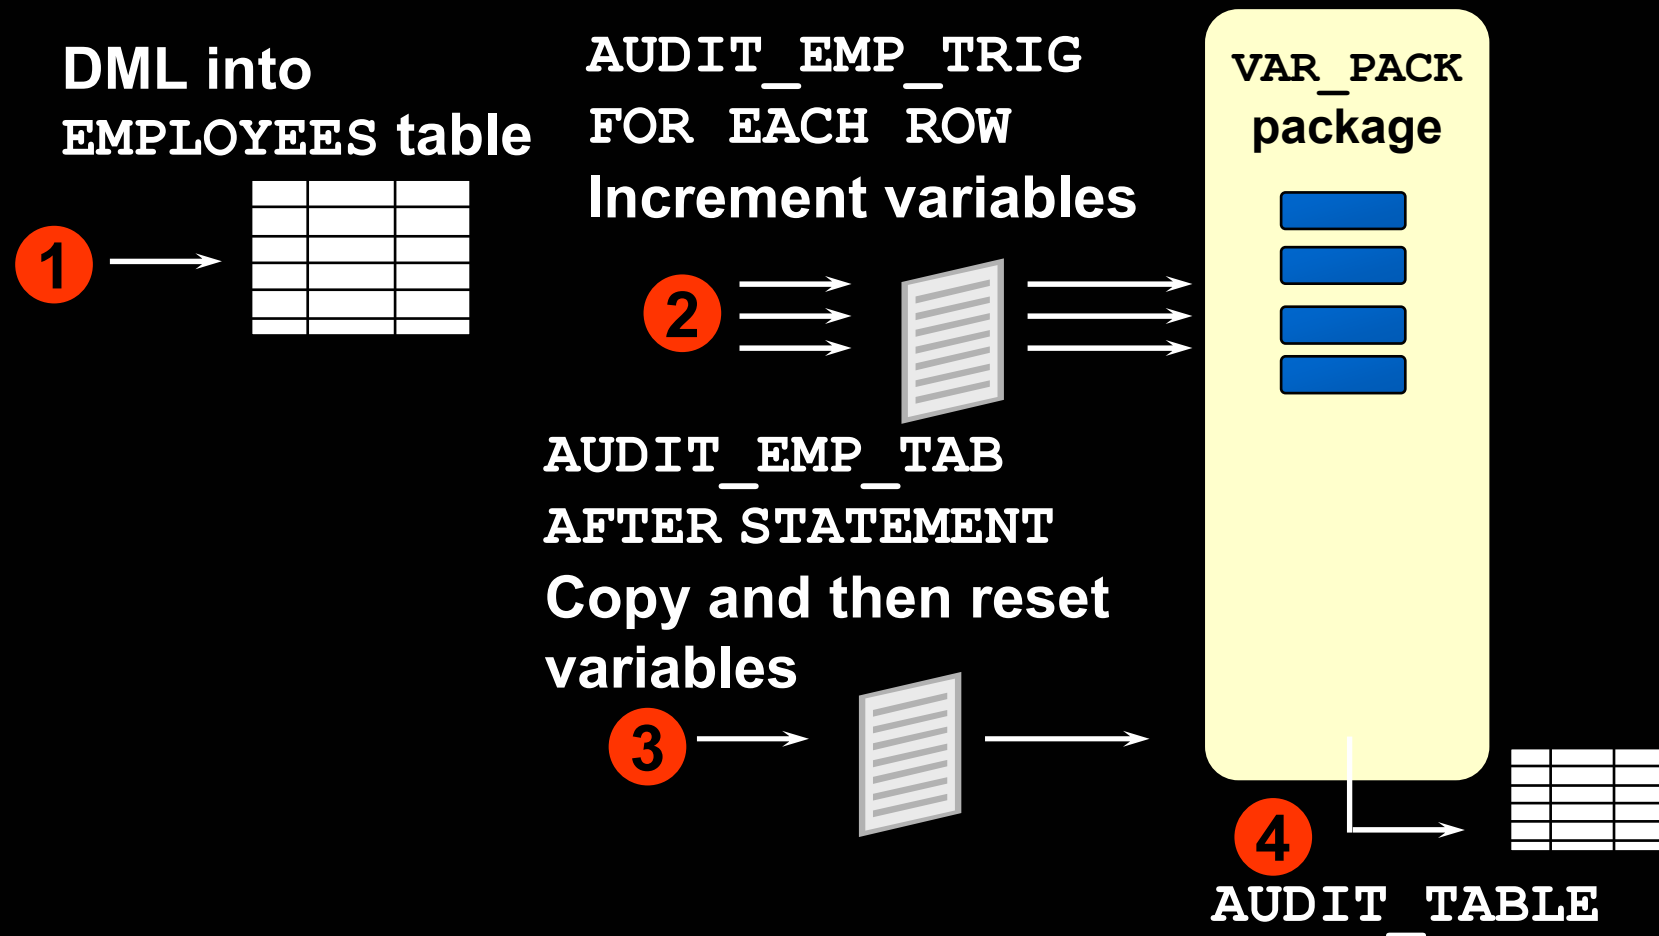 DML into
EMPLOYEES table
1
AUDIT_EMP_TRIG
FOR EACH ROW
Increment variables
2
VAR_PACK
package
AUDIT_EMP_TAB
AFTER STATEMENT
Copy and then reset
variables
3
4
AUDIT_TABLE